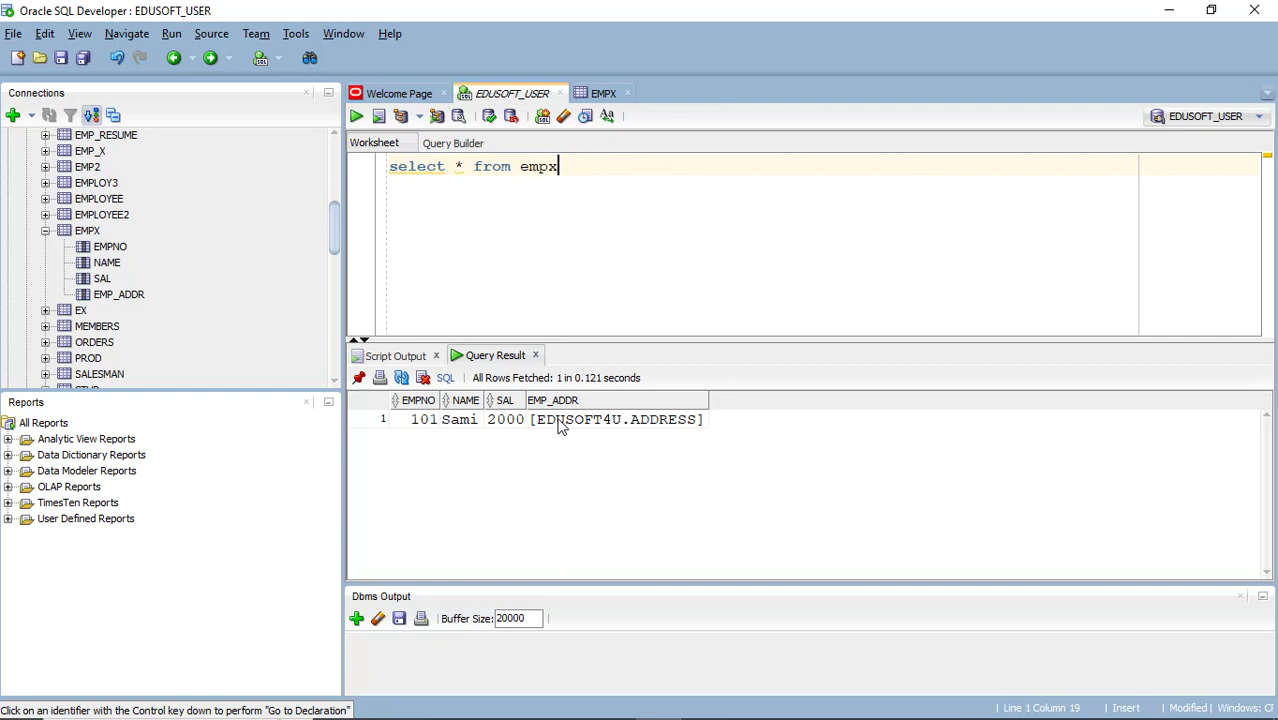 Oracle SQL Developer: EDUSOFT_USER
File Edit View Navigate Run Source Team Tools Window Help
Connections
EMP_RESUME
EMP_X
EMP2
EMPLOY3
EMPLOYEE
EMPLOYEE2
EMPX
EMPNO
NAME
SAL
EMP_ADDR
EX
MEMBERS
ORDERS
PROD
SALESMAN
Reports
All Reports
Analytic View Reports
Data Dictionary Reports
Data Modeler Reports
OLAP Reports
TimesTen Reports
User Defined Reports
Welcome Page EDUSOFT_USER EMPX
EDUSOFT_USER
Worksheet Query Builder
select * from empx
Script Output Query Result
SQL All Rows Fetched: 1 in 0.121 seconds
EMPNO NAME SAL EMP_ADDR
1 101 Sami 2000 [EDUSOFT4U.ADDRESS]
Dbms Output
Buffer Size: 20000
Click on an identifier with the Control key down to perform "Go to Declaration"
Line 1 Column 19 Insert Modified Windows: CF